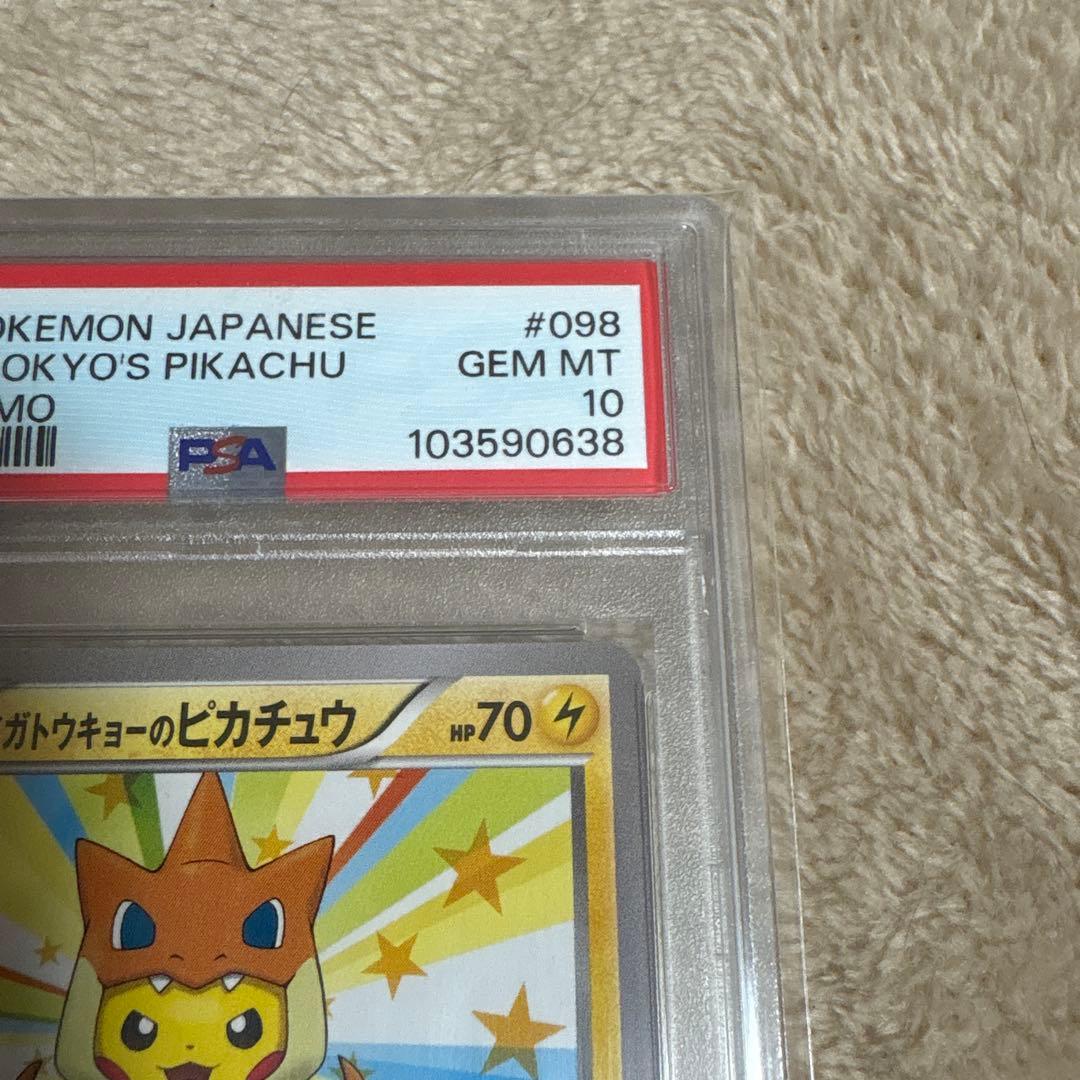 OKEMON JAPANESE #098
OKYO'S PIKACHU GEM MT
MO 10
PSA 103590638
ガトウキョーのピカチュウ HP70